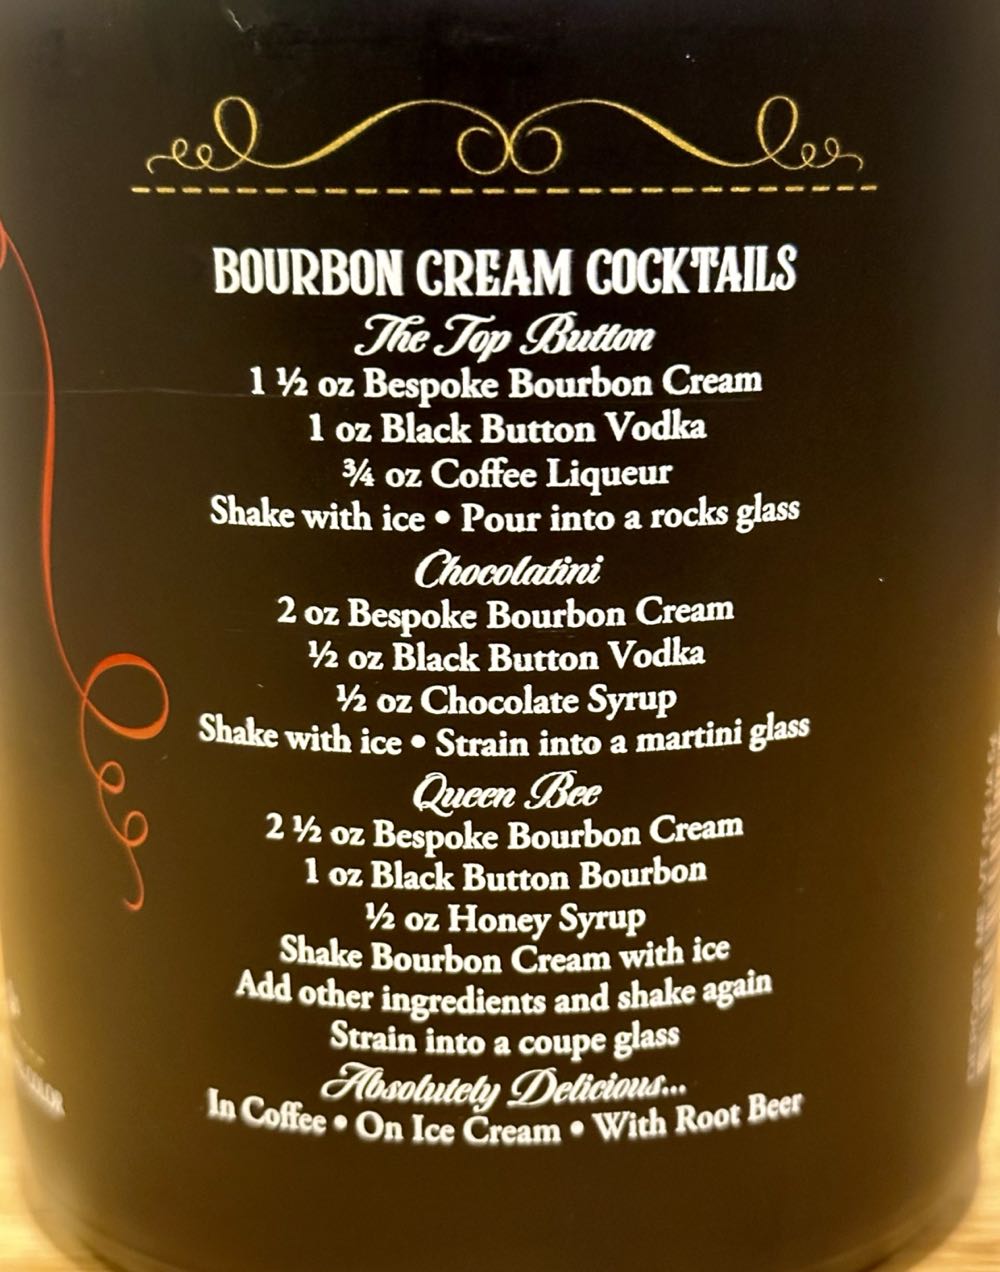 BOURBON CREAM COCKTAILS
The Top Button
1 ½ oz Bespoke Bourbon Cream
1 oz Black Button Vodka
¾ oz Coffee Liqueur
Shake with ice • Pour into a rocks glass
Chocolatini
2 oz Bespoke Bourbon Cream
½ oz Black Button Vodka
½ oz Chocolate Syrup
Shake with ice • Strain into a martini glass
Queen Bee
2 ½ oz Bespoke Bourbon Cream
1 oz Black Button Bourbon
½ oz Honey Syrup
Shake Bourbon Cream with ice
Add other ingredients and shake again
Strain into a coupe glass
Absolutely Delicious...
In Coffee • On Ice Cream • With Root Beer